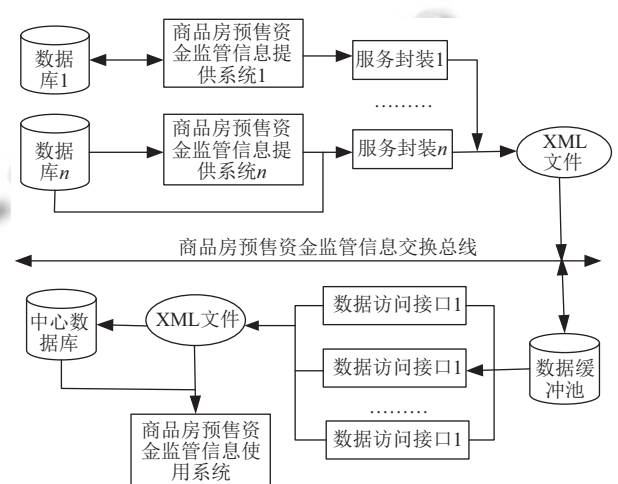 数据
库1
商品房预售资
金监管信息提
供系统1
服务封装1
………
数据
库n
商品房预售资
金监管信息提
供系统n
服务封装n
XML
文件
商品房预售资金监管信息交换总线
中心数
据库
XML文件
数据访问接口1
数据访问接口1
………
数据访问接口1
数据缓
冲池
商品房预售资
金监管信息使
用系统